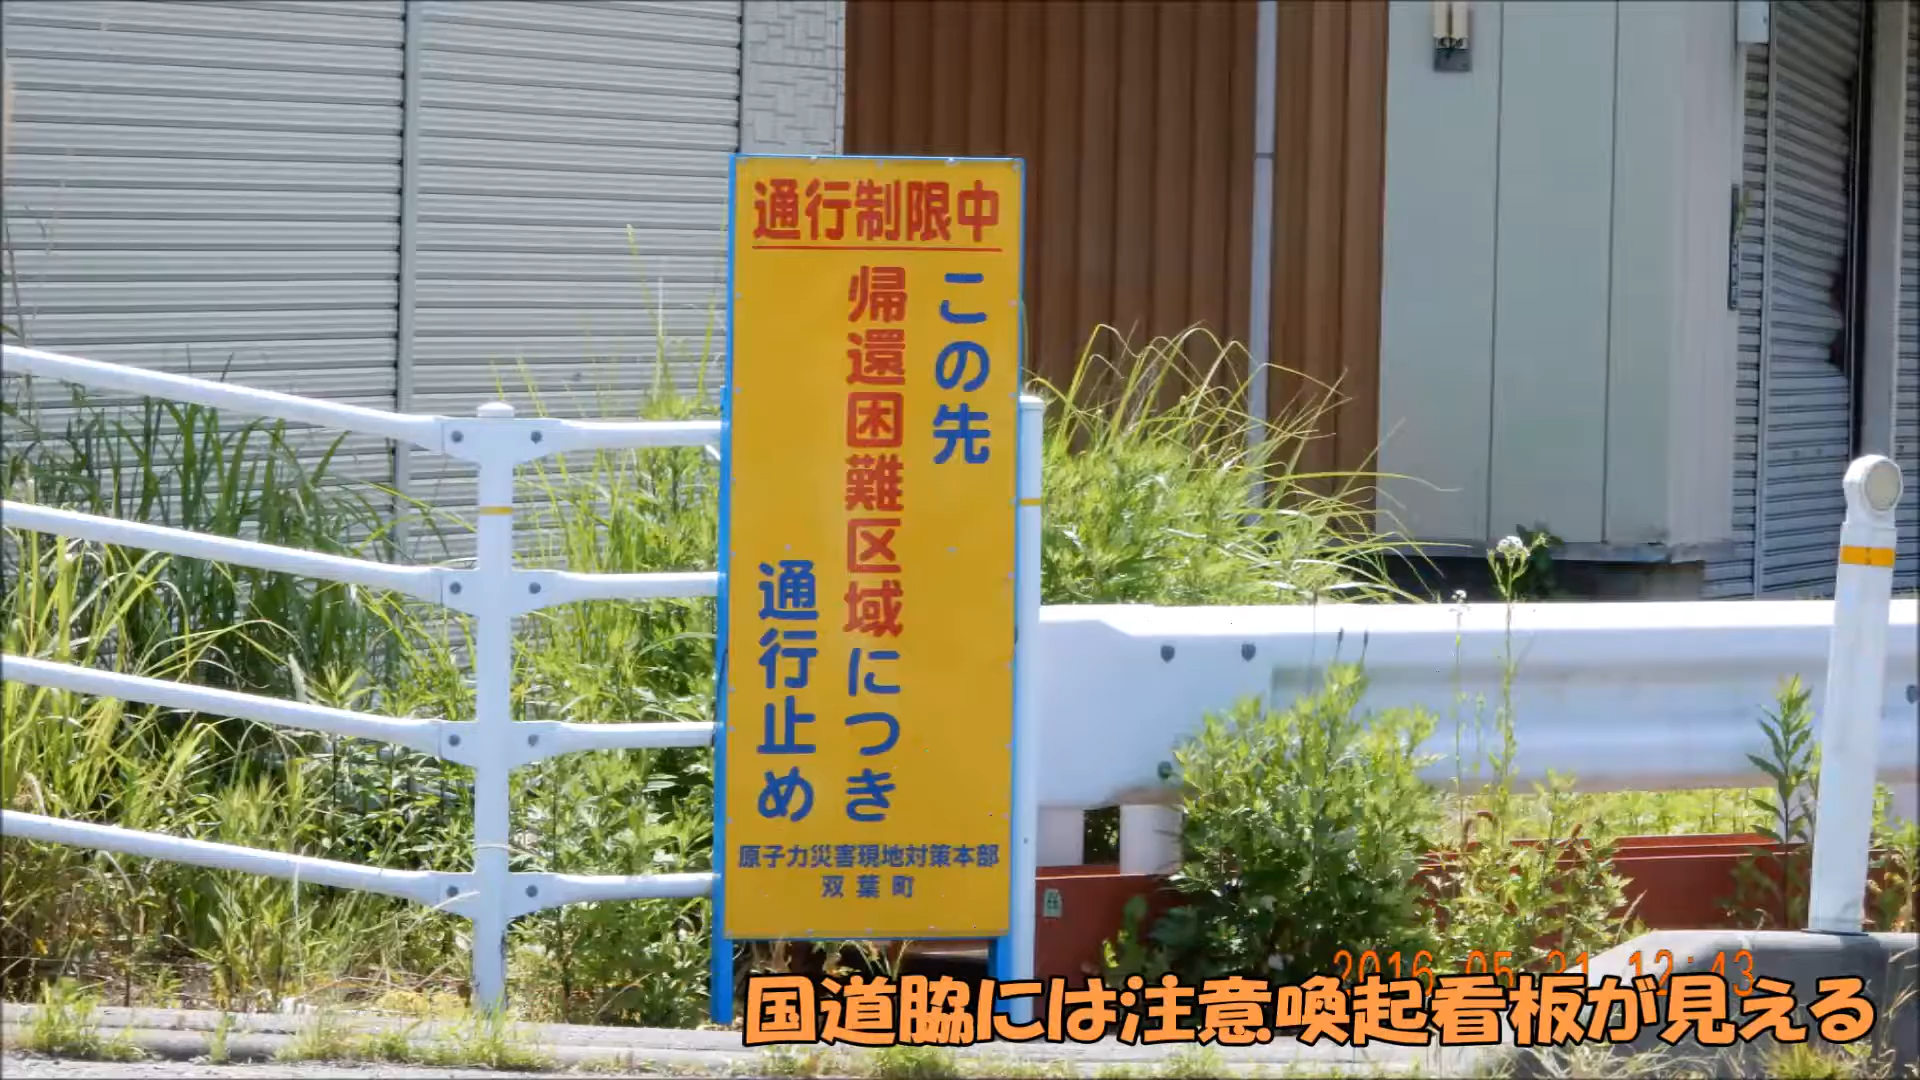 通行制限中
この先
帰還困難区域につき
通行止め
原子力災害現地対策本部
双葉町
2016 05 31 12:43
国道脇には注意喚起看板が見える